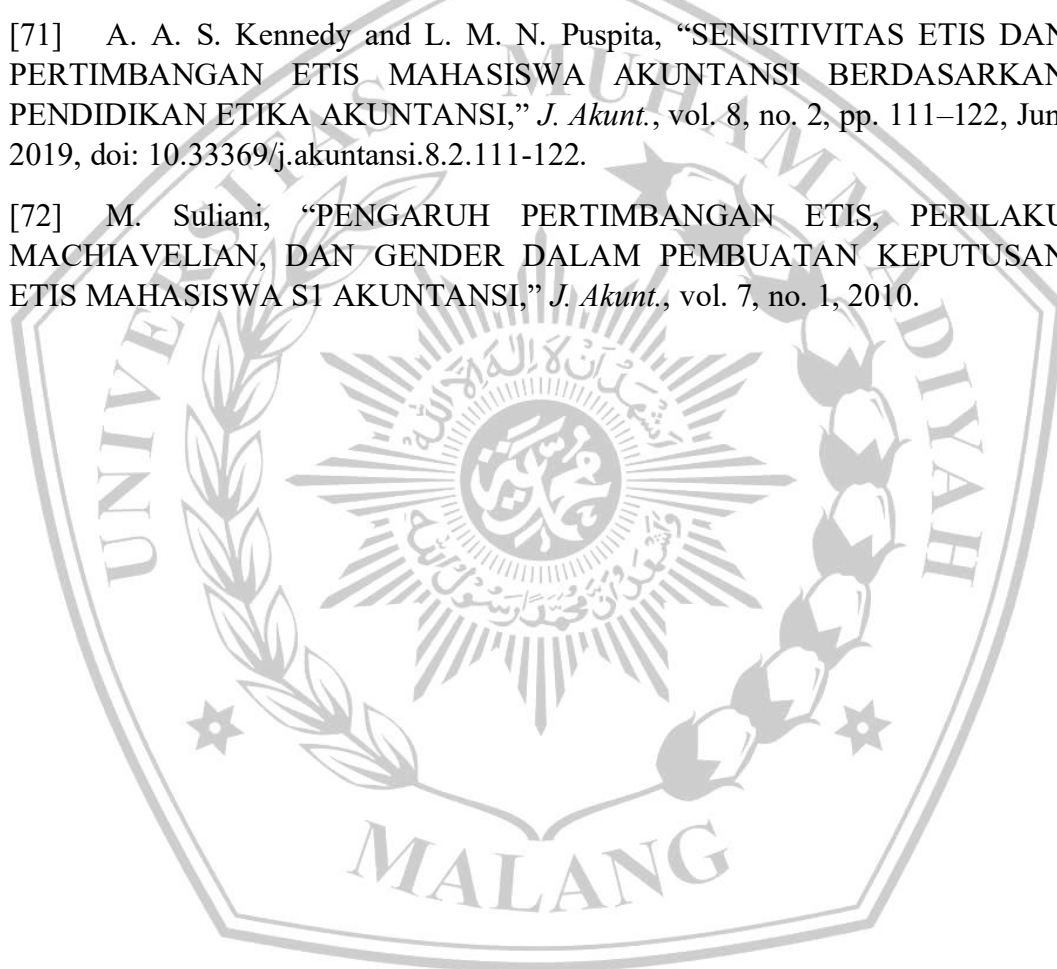 [71] A. A. S. Kennedy and L. M. N. Puspita, “SENSITIVITAS ETIS DAN
PERTIMBANGAN ETIS MAHASISWA AKUNTANSI BERDASARKAN
PENDIDIKAN ETIKA AKUNTANSI,” J. Akunt., vol. 8, no. 2, pp. 111–122, Jun
2019, doi: 10.33369/j.akuntansi.8.2.111-122.
[72] M. Suliani, “PENGARUH PERTIMBANGAN ETIS, PERILAKU
MACHIAVELIAN, DAN GENDER DALAM PEMBUATAN KEPUTUSAN
ETIS MAHASISWA S1 AKUNTANSI,” J. Akunt., vol. 7, no. 1, 2010.
UNIVERSITAS MUHAMMADIYAH
MALANG